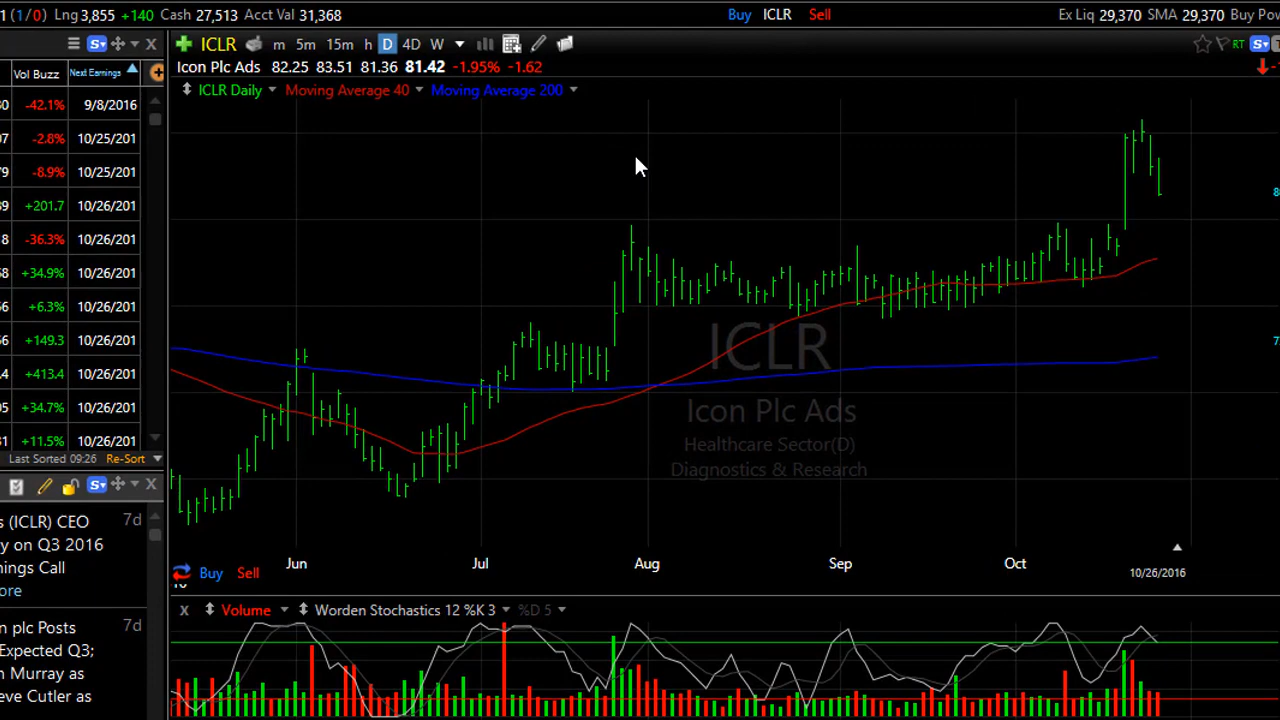 1 (1/0) Lng 3,855 +140 Cash 27,513 Acct Val 31,368 Buy ICLR Sell Ex Liq 29,370 SMA 29,370 Buy Pow
ICLR m 5m 15m h D 4D W RT
Icon Plc Ads 82.25 83.51 81.36 81.42 -1.95% -1.62
ICLR Daily Moving Average 40 Moving Average 200
Vol Buzz Next Earnings
-42.1% 9/8/2016
-2.8% 10/25/201
-8.9% 10/25/201
+201.7 10/26/201
-36.3% 10/26/201
+34.9% 10/26/201
+6.3% 10/26/201
+149.3 10/26/201
+413.4 10/26/201
+34.7% 10/26/201
+11.5% 10/26/201
Last Sorted 09:26 Re-Sort
s (ICLR) CEO 7d
y on Q3 2016
nings Call
ore
n plc Posts 7d
Expected Q3;
n Murray as
eve Cutler as
ICLR
Icon Plc Ads
Healthcare Sector(D)
Diagnostics & Research
Jun Jul Aug Sep Oct
Buy Sell 10/26/2016
X Volume Worden Stochastics 12 %K 3 %D 5